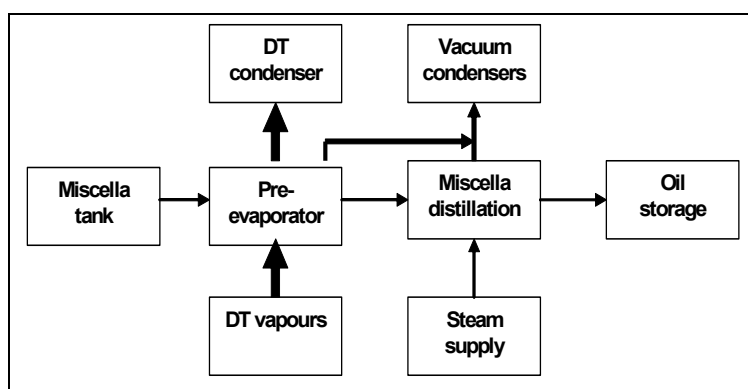 DT
condenser
Vacuum
condensers
Miscella
tank
Pre-
evaporator
Miscella
distillation
Oil
storage
DT vapours
Steam
supply